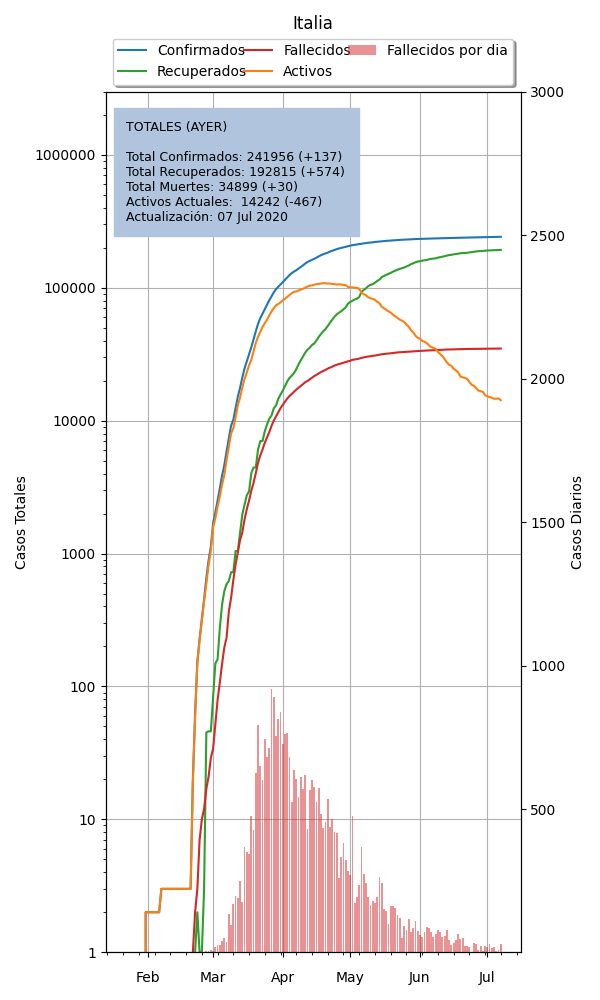 Italia
Confirmados Fallecidos Fallecidos por dia
Recuperados Activos
TOTALES (AYER)
Total Confirmados: 241956 (+137)
Total Recuperados: 192815 (+574)
Total Muertes: 34899 (+30)
Activos Actuales: 14242 (-467)
Actualización: 07 Jul 2020
Casos Totales
1000000
100000
10000
1000
100
10
1
3000
2500
2000
1500
1000
500
Casos Diarios
Feb Mar Apr May Jun Jul